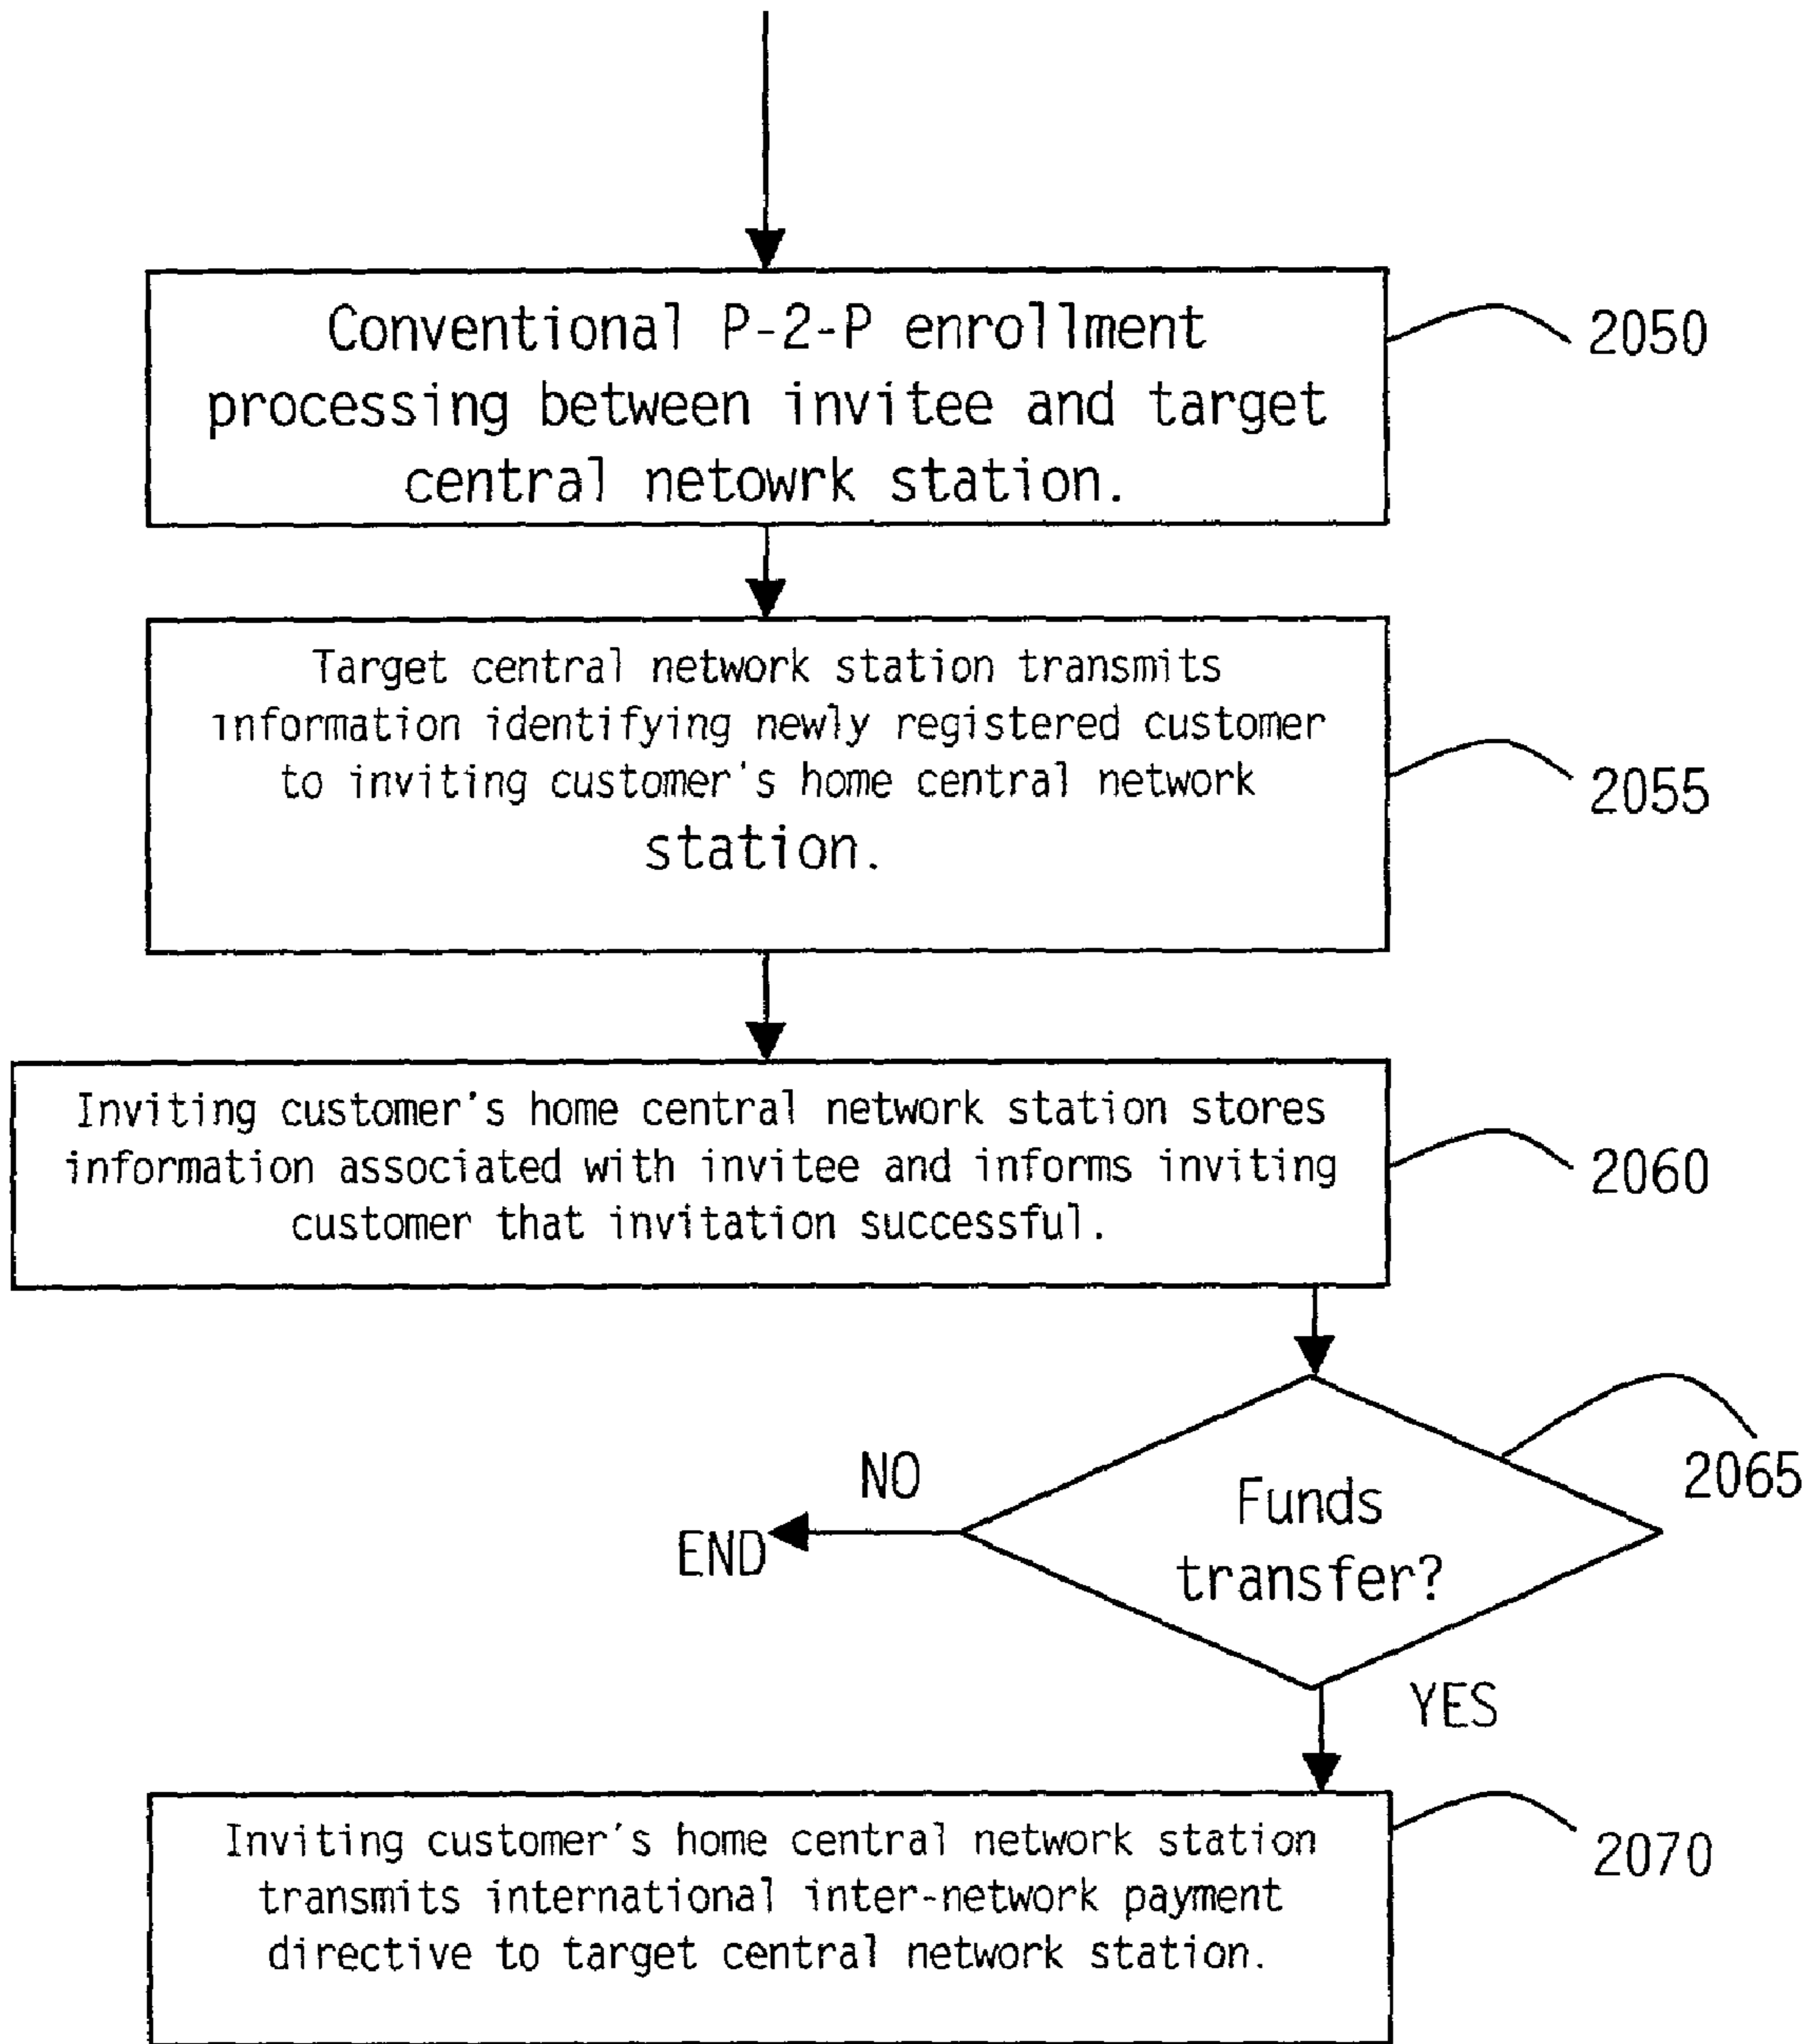 Conventional P-2-P enrollment
processing between invitee and target
central netowrk station.
2050
Target central network station transmits
information identifying newly registered customer
to inviting customer's home central network
station.
2055
Inviting customer's home central network station stores
information associated with invitee and informs inviting
customer that invitation successful.
2060
2065
NO
Funds
transfer?
END
YES
Inviting customer's home central network station
transmits international inter-network payment
directive to target central network station.
2070